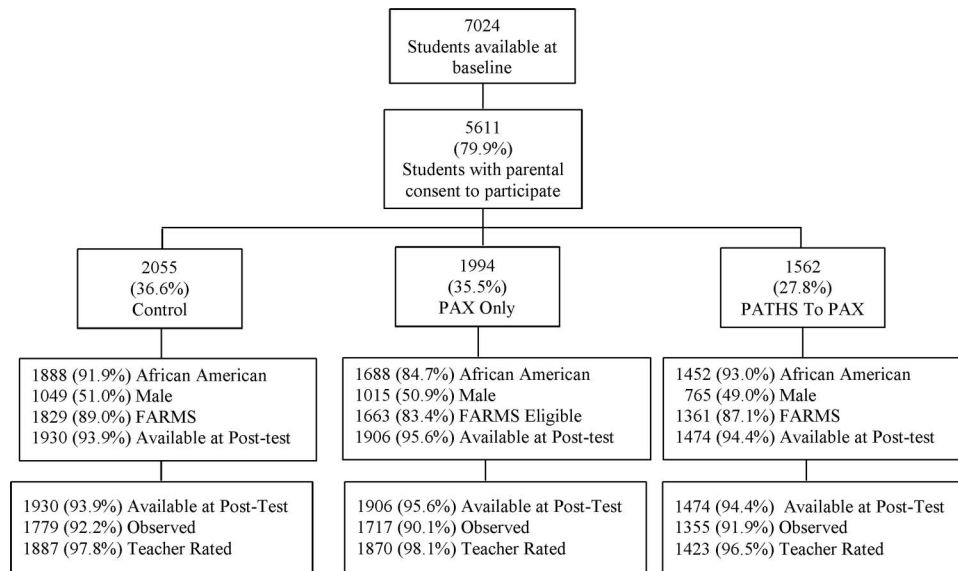 7024
Students available at
baseline
5611
(79.9%)
Students with parental
consent to participate
2055
(36.6%)
Control
1994
(35.5%)
PAX Only
1562
(27.8%)
PATHS To PAX
1888 (91.9%) African American
1049 (51.0%) Male
1829 (89.0%) FARMS
1930 (93.9%) Available at Post-test
1688 (84.7%) African American
1015 (50.9%) Male
1663 (83.4%) FARMS Eligible
1906 (95.6%) Available at Post-test
1452 (93.0%) African American
765 (49.0%) Male
1361 (87.1%) FARMS
1474 (94.4%) Available at Post-test
1930 (93.9%) Available at Post-Test
1779 (92.2%) Observed
1887 (97.8%) Teacher Rated
1906 (95.6%) Available at Post-Test
1717 (90.1%) Observed
1870 (98.1%) Teacher Rated
1474 (94.4%) Available at Post-Test
1355 (91.9%) Observed
1423 (96.5%) Teacher Rated